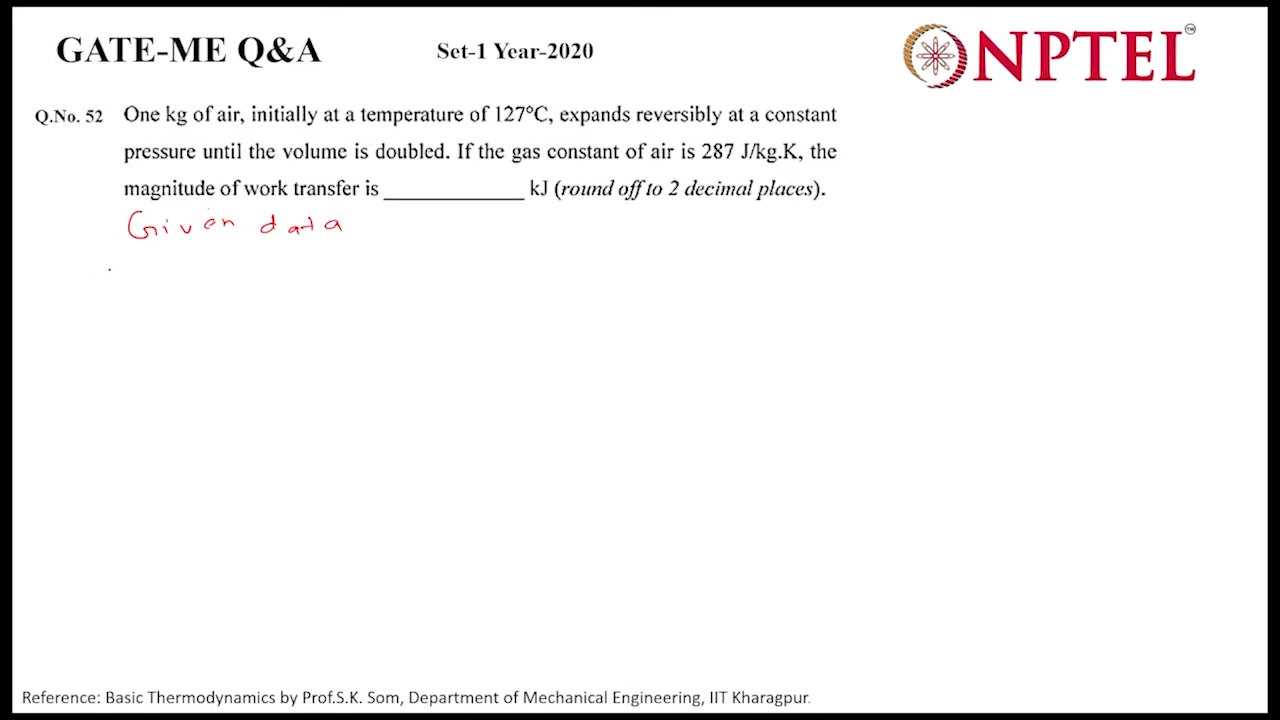 GATE-ME Q&A Set-1 Year-2020
NPTEL TM
Q.No. 52 One kg of air, initially at a temperature of 127°C, expands reversibly at a constant
pressure until the volume is doubled. If the gas constant of air is 287 J/kg.K, the
magnitude of work transfer is ______________ kJ (round off to 2 decimal places).
Given data
Reference: Basic Thermodynamics by Prof.S.K. Som, Department of Mechanical Engineering, IIT Kharagpur.